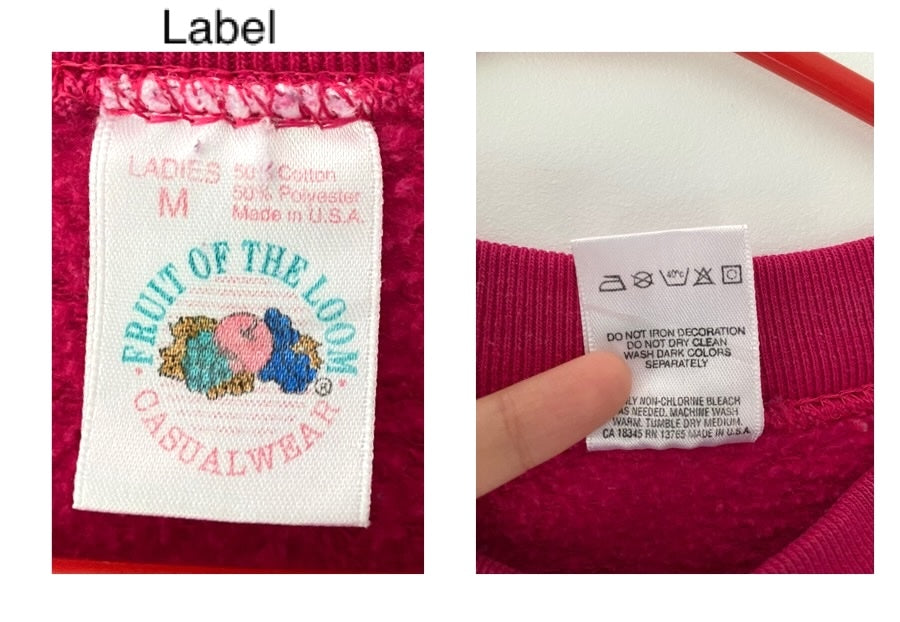 Label
LADIES
M
50% Cotton
50% Polyester
Made in U.S.A.
FRUIT OF THE LOOM
®
CASUALWEAR
40°c
DO NOT IRON DECORATION
DO NOT DRY CLEAN
WASH DARK COLORS
SEPARATELY
NON-CHLORINE BLEACH
AS NEEDED. MACHINE WASH
WARM. TUMBLE DRY MEDIUM.
CA 18345 RN 13765 MADE IN U.S.A